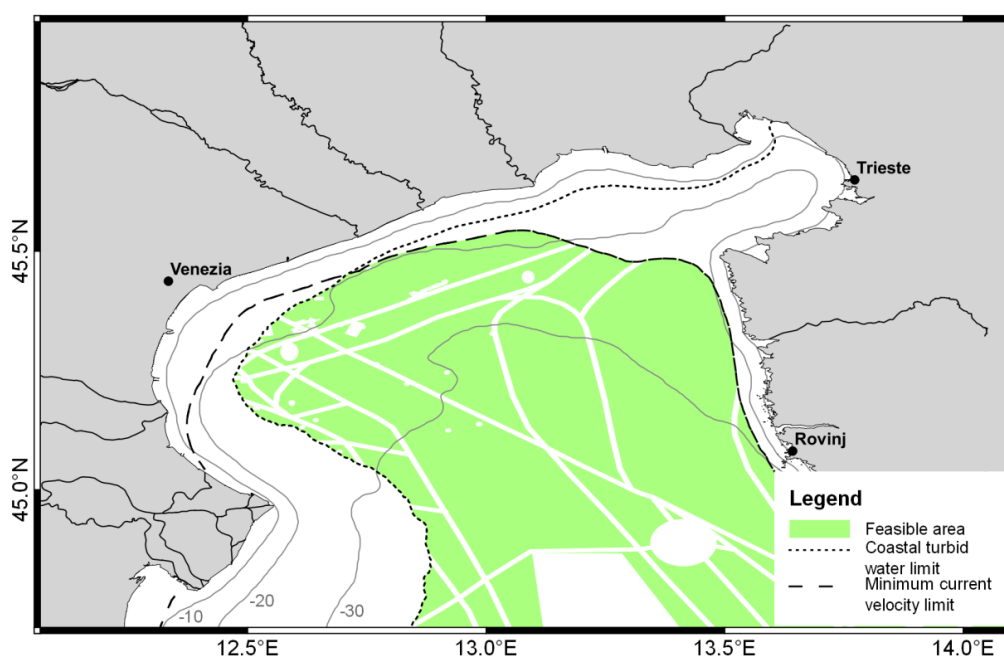 Trieste
45.5°N
Venezia
Rovinj
45.0°N
Legend
Feasible area
Coastal turbid
water limit
Minimum current
velocity limit
-10
-20
-30
12.5°E
13.0°E
13.5°E
14.0°E